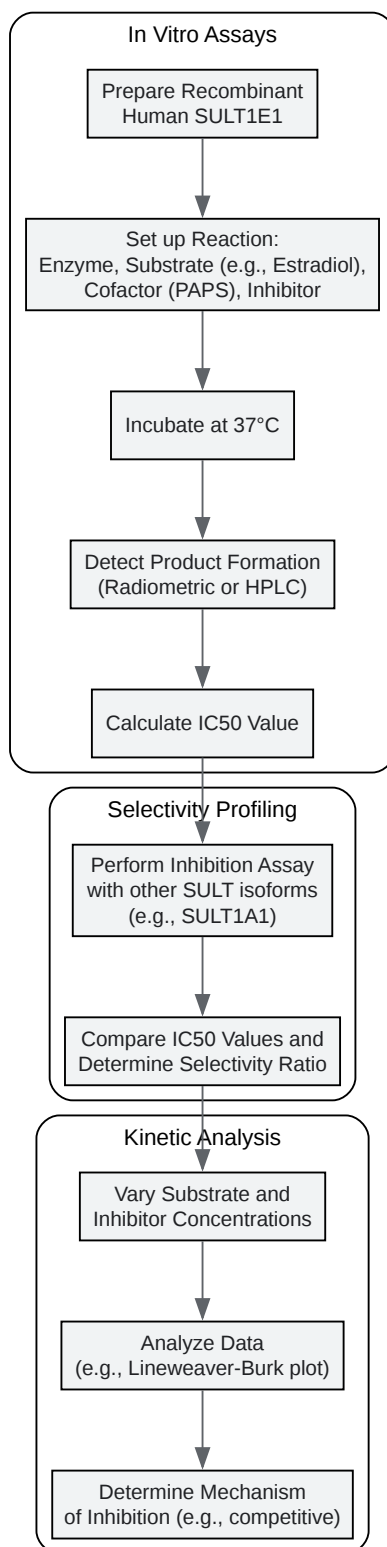 In Vitro Assays
Prepare Recombinant
Human SULT1E1
Set up Reaction:
Enzyme, Substrate (e.g., Estradiol),
Cofactor (PAPS), Inhibitor
Incubate at 37°C
Detect Product Formation
(Radiometric or HPLC)
Calculate IC50 Value
Selectivity Profiling
Perform Inhibition Assay
with other SULT isoforms
(e.g., SULT1A1)
Compare IC50 Values and
Determine Selectivity Ratio
Kinetic Analysis
Vary Substrate and
Inhibitor Concentrations
Analyze Data
(e.g., Lineweaver-Burk plot)
Determine Mechanism
of Inhibition (e.g., competitive)